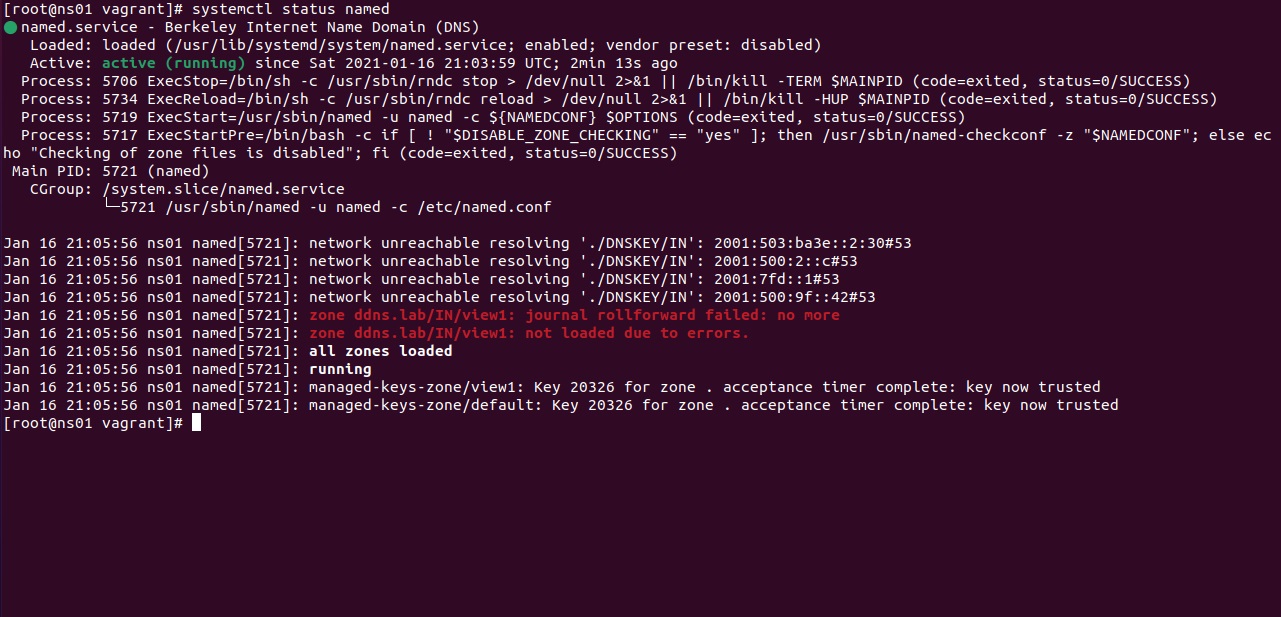 [root@ns01 vagrant]# systemctl status named
● named.service - Berkeley Internet Name Domain (DNS)
   Loaded: loaded (/usr/lib/systemd/system/named.service; enabled; vendor preset: disabled)
   Active: active (running) since Sat 2021-01-16 21:03:59 UTC; 2min 13s ago
  Process: 5706 ExecStop=/bin/sh -c /usr/sbin/rndc stop > /dev/null 2>&1 || /bin/kill -TERM $MAINPID (code=exited, status=0/SUCCESS)
  Process: 5734 ExecReload=/bin/sh -c /usr/sbin/rndc reload > /dev/null 2>&1 || /bin/kill -HUP $MAINPID (code=exited, status=0/SUCCESS)
  Process: 5719 ExecStart=/usr/sbin/named -u named -c ${NAMEDCONF} $OPTIONS (code=exited, status=0/SUCCESS)
  Process: 5717 ExecStartPre=/bin/bash -c if [ ! "$DISABLE_ZONE_CHECKING" == "yes" ]; then /usr/sbin/named-checkconf -z "$NAMEDCONF"; else ec
ho "Checking of zone files is disabled"; fi (code=exited, status=0/SUCCESS)
 Main PID: 5721 (named)
   CGroup: /system.slice/named.service
           └─5721 /usr/sbin/named -u named -c /etc/named.conf
Jan 16 21:05:56 ns01 named[5721]: network unreachable resolving './DNSKEY/IN': 2001:503:ba3e::2:30#53
Jan 16 21:05:56 ns01 named[5721]: network unreachable resolving './DNSKEY/IN': 2001:500:2::c#53
Jan 16 21:05:56 ns01 named[5721]: network unreachable resolving './DNSKEY/IN': 2001:7fd::1#53
Jan 16 21:05:56 ns01 named[5721]: network unreachable resolving './DNSKEY/IN': 2001:500:9f::42#53
Jan 16 21:05:56 ns01 named[5721]: zone ddns.lab/IN/view1: journal rollforward failed: no more
Jan 16 21:05:56 ns01 named[5721]: zone ddns.lab/IN/view1: not loaded due to errors.
Jan 16 21:05:56 ns01 named[5721]: all zones loaded
Jan 16 21:05:56 ns01 named[5721]: running
Jan 16 21:05:56 ns01 named[5721]: managed-keys-zone/view1: Key 20326 for zone . acceptance timer complete: key now trusted
Jan 16 21:05:56 ns01 named[5721]: managed-keys-zone/default: Key 20326 for zone . acceptance timer complete: key now trusted
[root@ns01 vagrant]#